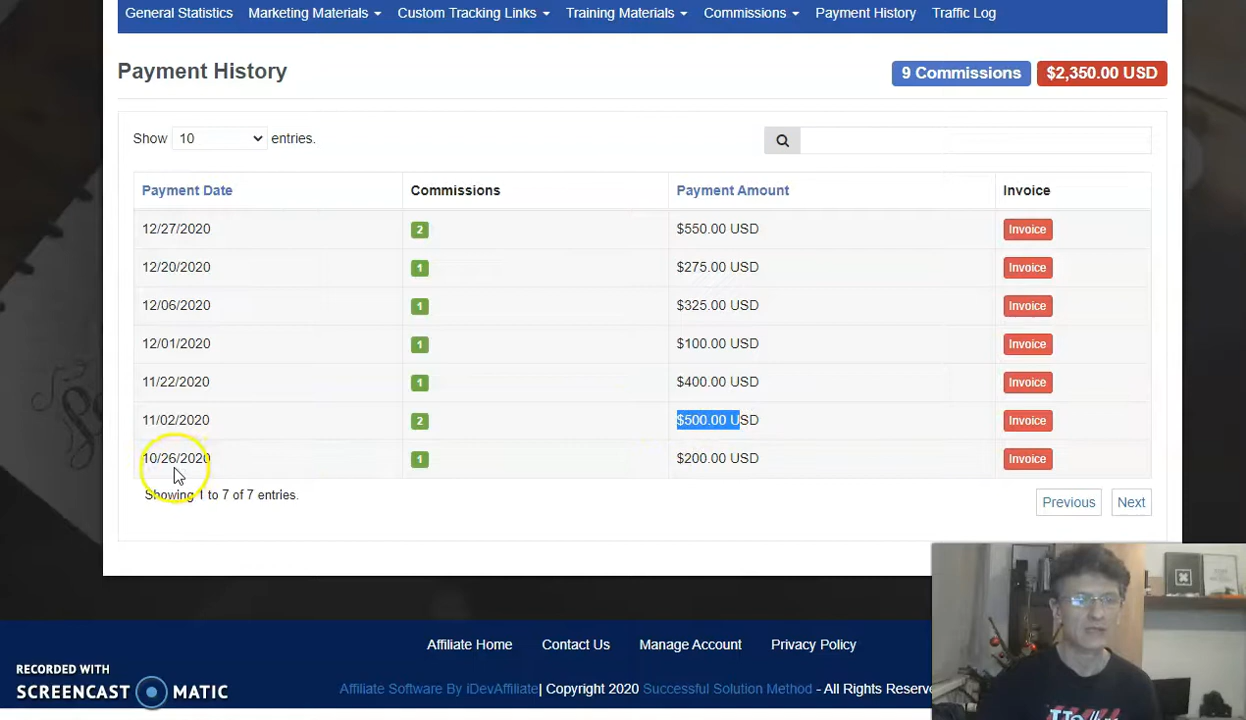 General Statistics Marketing Materials Custom Tracking Links Training Materials Commissions Payment History Traffic Log
Payment History 9 Commissions $2,350.00 USD
Show 10 entries.
Payment Date Commissions Payment Amount Invoice
12/27/2020 2 $550.00 USD Invoice
12/20/2020 1 $275.00 USD Invoice
12/06/2020 1 $325.00 USD Invoice
12/01/2020 1 $100.00 USD Invoice
11/22/2020 1 $400.00 USD Invoice
11/02/2020 2 $500.00 USD Invoice
10/26/2020 1 $200.00 USD Invoice
Showing 1 to 7 of 7 entries. Previous Next
Affiliate Home Contact Us Manage Account Privacy Policy
RECORDED WITH
SCREENCAST MATIC
Affiliate Software By iDevAffiliate| Copyright 2020 Successful Solution Method - All Rights Reserve